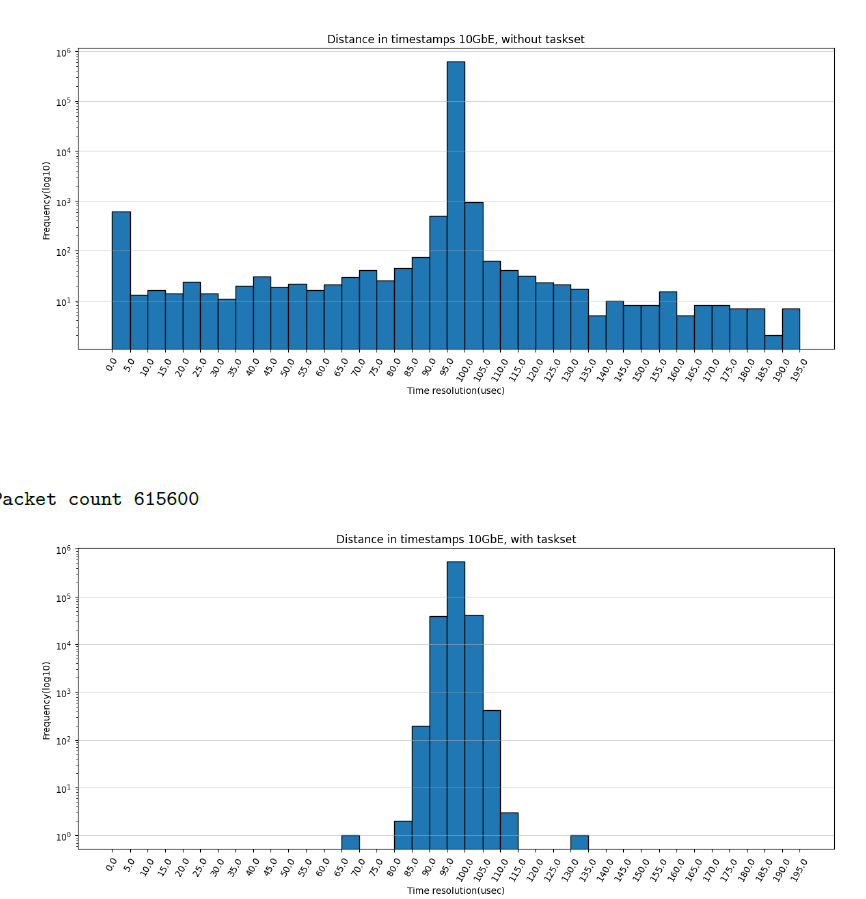 Distance in timestamps 10GbE, without taskset
10⁶
10⁵
10⁴
10³
10²
10¹
Frequency(log10)
0.0 5.0 10.0 15.0 20.0 25.0 30.0 35.0 40.0 45.0 50.0 55.0 60.0 65.0 70.0 75.0 80.0 85.0 90.0 95.0 100.0 105.0 110.0 115.0 120.0 125.0 130.0 135.0 140.0 145.0 150.0 155.0 160.0 165.0 170.0 175.0 180.0 185.0 190.0 195.0
Time resolution(usec)
Packet count 615600
Distance in timestamps 10GbE, with taskset
10⁶
10⁵
10⁴
10³
10²
10¹
10⁰
Frequency(log10)
0.0 5.0 10.0 15.0 20.0 25.0 30.0 35.0 40.0 45.0 50.0 55.0 60.0 65.0 70.0 75.0 80.0 85.0 90.0 95.0 100.0 105.0 110.0 115.0 120.0 125.0 130.0 135.0 140.0 145.0 150.0 155.0 160.0 165.0 170.0 175.0 180.0 185.0 190.0 195.0
Time resolution(usec)